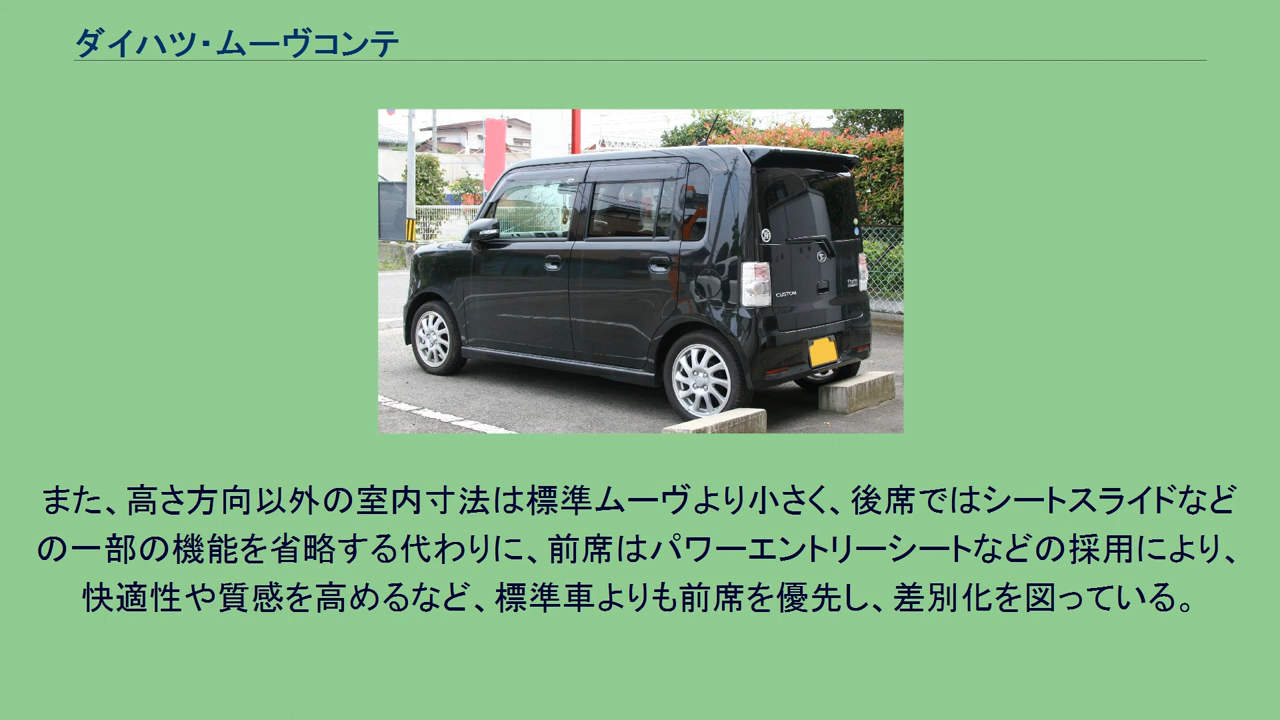 ダイハツ・ムーヴコンテ
CUSTOM
また、高さ方向以外の室内寸法は標準ムーヴより小さく、後席ではシートスライドなど
の一部の機能を省略する代わりに、前席はパワーエントリーシートなどの採用により、
快適性や質感を高めるなど、標準車よりも前席を優先し、差別化を図っている。